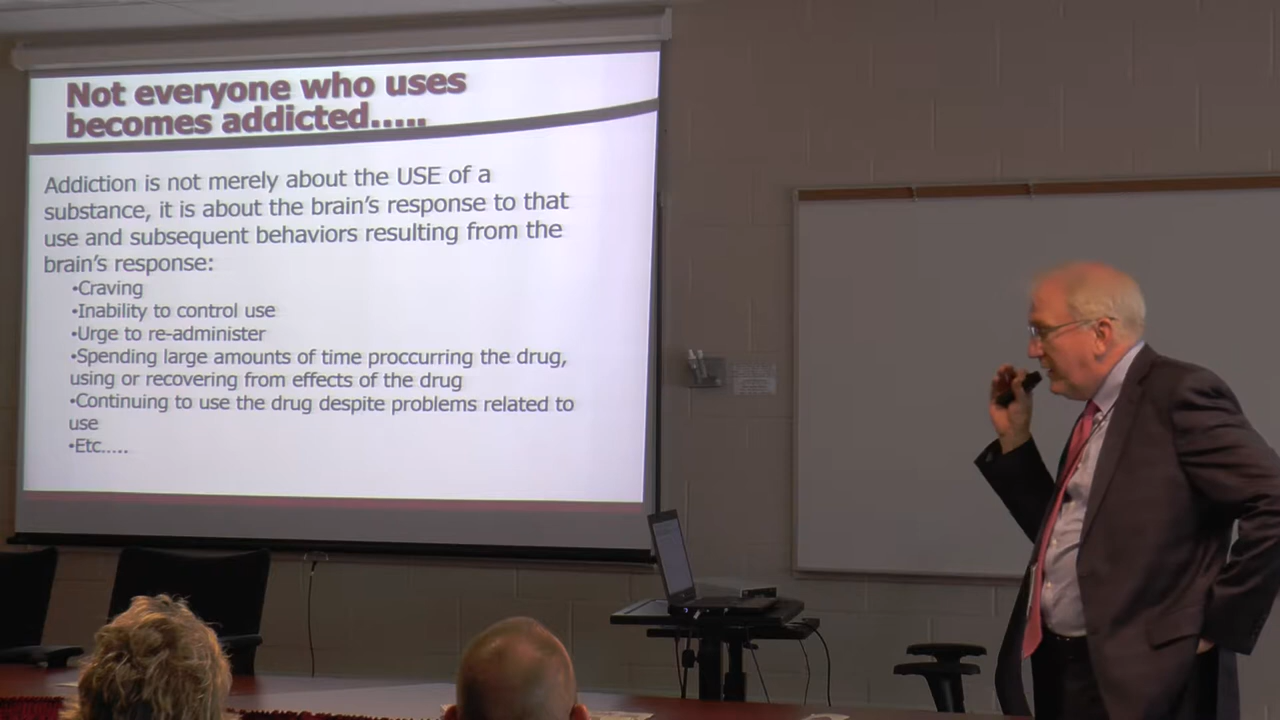 Not everyone who uses
becomes addicted.....
Addiction is not merely about the USE of a
substance, it is about the brain's response to that
use and subsequent behaviors resulting from the
brain's response:
•Craving
•Inability to control use
•Urge to re-administer
•Spending large amounts of time proccurring the drug,
using or recovering from effects of the drug
•Continuing to use the drug despite problems related to
use
•Etc.....